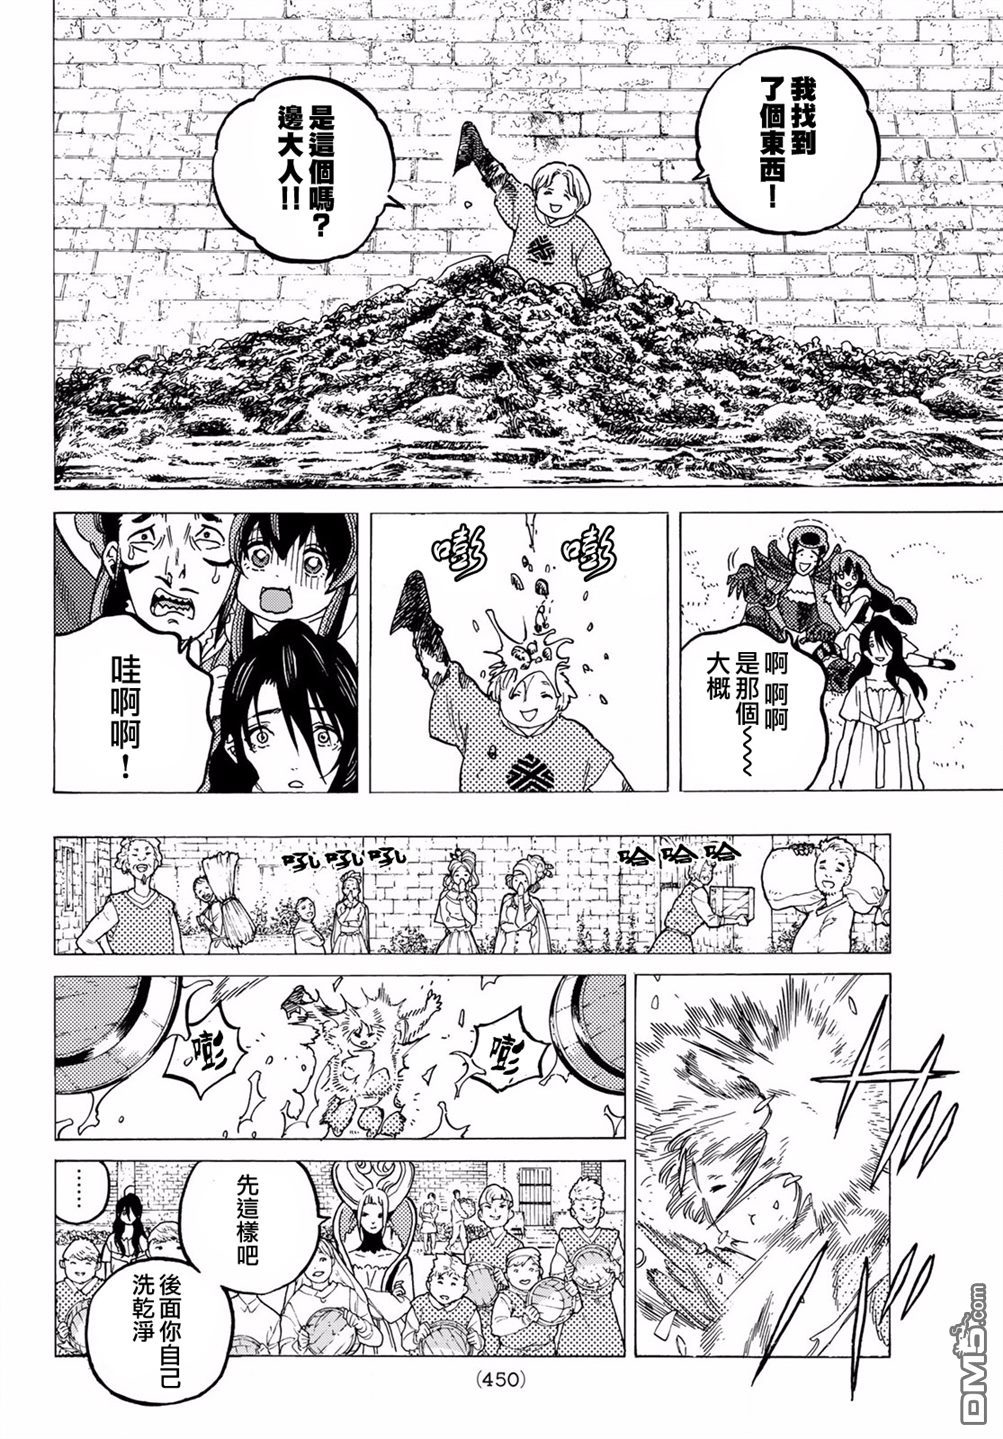 我找到
了個東西！
是這個嗎？
邊大人!!
啊 啊啊
是那個~~~
大概
嘭
嘭
哇啊啊！
哈哈哈
吼吼吼
嘭
嘭
先這樣吧
後面你自己
洗乾淨
……
(450)
DM5.com